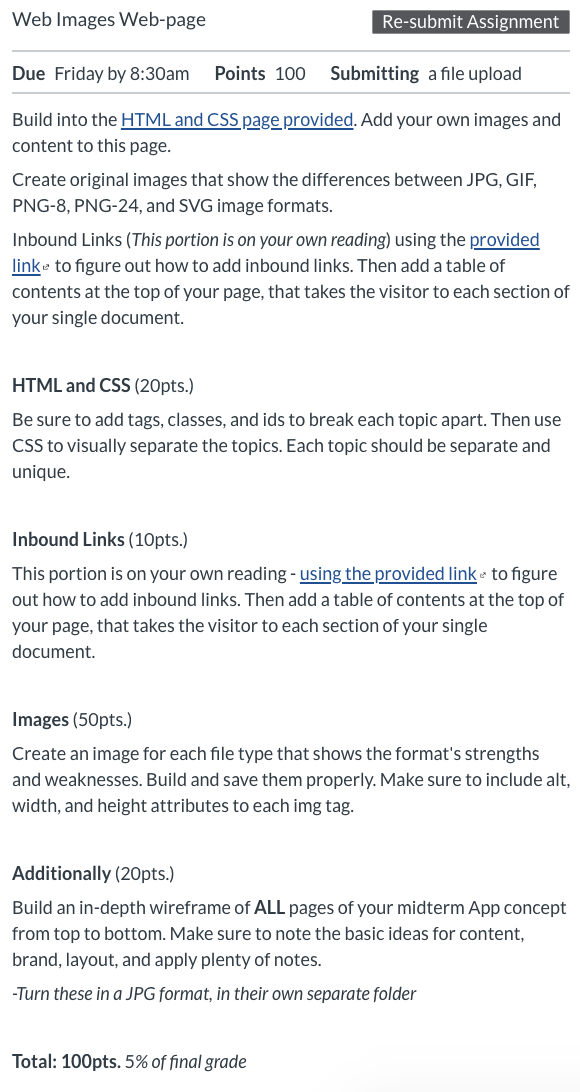 Web Images Web-page
Re-submit Assignment
Due Friday by 8:30am Points 100 Submitting a file upload
Build into the HTML and CSS page provided. Add your own images and
content to this page.
Create original images that show the differences between JPG, GIF,
PNG-8, PNG-24, and SVG image formats.
Inbound Links (This portion is on your own reading) using the provided
link to figure out how to add inbound links. Then add a table of
contents at the top of your page, that takes the visitor to each section of
your single document.
HTML and CSS (20pts.)
Be sure to add tags, classes, and ids to break each topic apart. Then use
CSS to visually separate the topics. Each topic should be separate and
unique.
Inbound Links (10pts.)
This portion is on your own reading - using the provided link to figure
out how to add inbound links. Then add a table of contents at the top of
your page, that takes the visitor to each section of your single
document.
Images (50pts.)
Create an image for each file type that shows the format's strengths
and weaknesses. Build and save them properly. Make sure to include alt,
width, and height attributes to each img tag.
Additionally (20pts.)
Build an in-depth wireframe of ALL pages of your midterm App concept
from top to bottom. Make sure to note the basic ideas for content,
brand, layout, and apply plenty of notes.
-Turn these in a JPG format, in their own separate folder
Total: 100pts. 5% of final grade